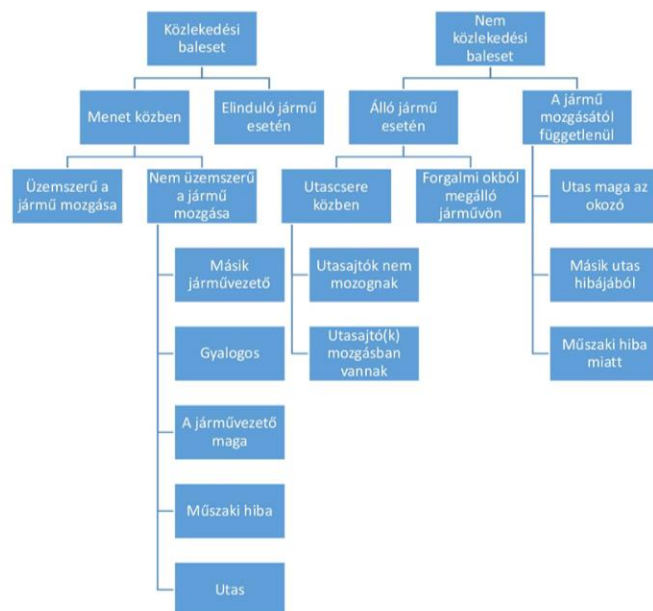 Közlekedési
baleset
Nem
közlekedési
baleset
Menet közben
Elinduló jármű
esetén
Álló jármű
esetén
A jármű
mozgásától
függetlenül
Üzemszerű a
jármű mozgása
Nem üzemszerű
a jármű
mozgása
Utascsere
közben
Forgalmi okból
megálló
járművön
Utas maga az
okozó
Másik
járművezető
Utasajtók nem
mozognak
Másik utas
hibájából
Gyalogos
Utasajtó(k)
mozgásban
vannak
Műszaki hiba
miatt
A járművezető
maga
Műszaki hiba
Utas